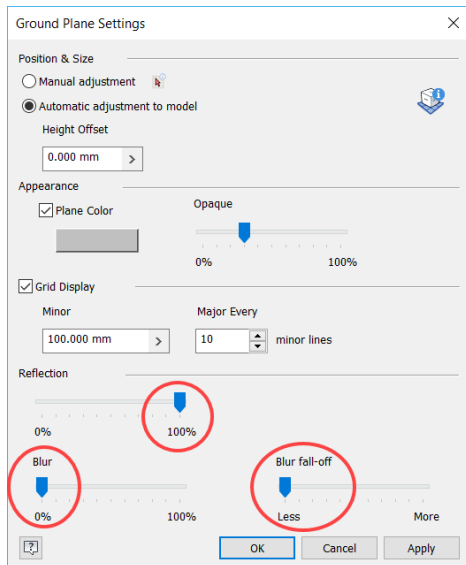 Ground Plane Settings
Position & Size
Manual adjustment
Automatic adjustment to model
Height Offset
0.000 mm
Appearance
Plane Color
Opaque
0% 100%
Grid Display
Minor
Major Every
100.000 mm
10 minor lines
Reflection
0% 100%
Blur
Blur fall-off
0% 100%
Less More
OK Cancel Apply